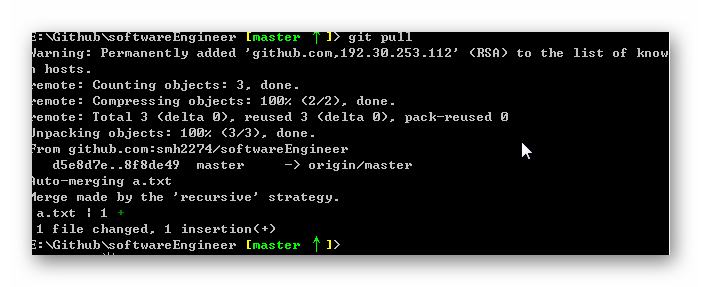 E:\Github\softwareEngineer [master ↑]> git pull
Warning: Permanently added 'github.com,192.30.253.112' (RSA) to the list of know
n hosts.
remote: Counting objects: 3, done.
remote: Compressing objects: 100% (2/2), done.
remote: Total 3 (delta 0), reused 3 (delta 0), pack-reused 0
Unpacking objects: 100% (3/3), done.
From github.com:smh2274/softwareEngineer
   d5e8d7e..8f8de49  master     -> origin/master
Auto-merging a.txt
Merge made by the 'recursive' strategy.
 a.txt | 1 +
 1 file changed, 1 insertion(+)
E:\Github\softwareEngineer [master ↑]>